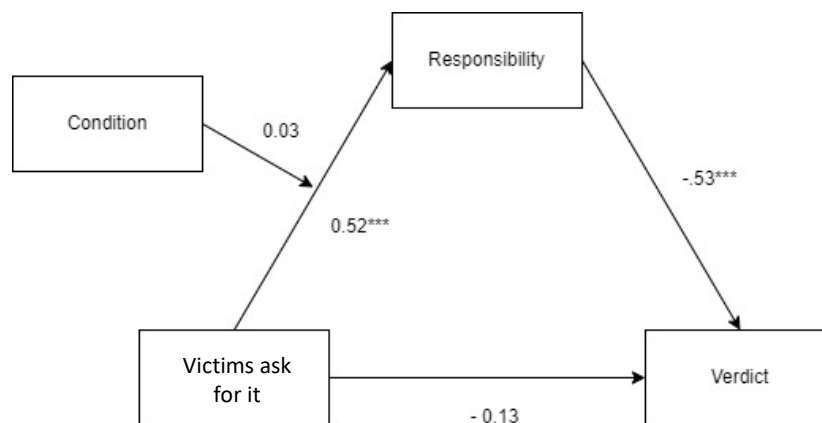 Responsibility
Condition
0.03
-.53***
0.52***
Victims ask
for it
Verdict
- 0.13